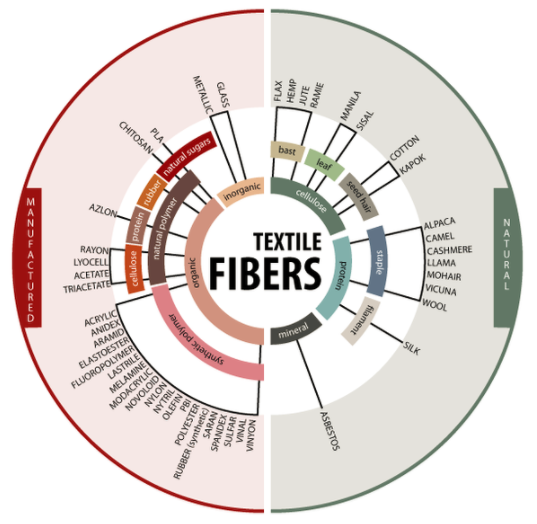 TEXTILE
FIBERS
MANUFACTURED
NATURAL
inorganic
METALLIC
GLASS
organic
natural polymer
natural sugars
CHITOSAN
PLA
rubber
protein
AZLON
cellulose
RAYON
LYOCELL
ACETATE
TRIACETATE
synthetic polymer
ACRYLIC
ANIDEX
ARAMID
ELASTOESTER
FLUOROPOLYMER
LASTRILE
MELAMINE
MODACRYLIC
NOVOLOID
NYLON
NYTRIL
OLEFIN
PBI
POLYESTER
RUBBER (synthetic)
SARAN
SPANDEX
SULFAR
VINAL
VINYON
cellulose
bast
FLAX
HEMP
JUTE
RAMIE
leaf
MANILA
SISAL
seed hair
COTTON
KAPOK
protein
staple
ALPACA
CAMEL
CASHMERE
LLAMA
MOHAIR
VICUNA
WOOL
filament
SILK
mineral
ASBESTOS